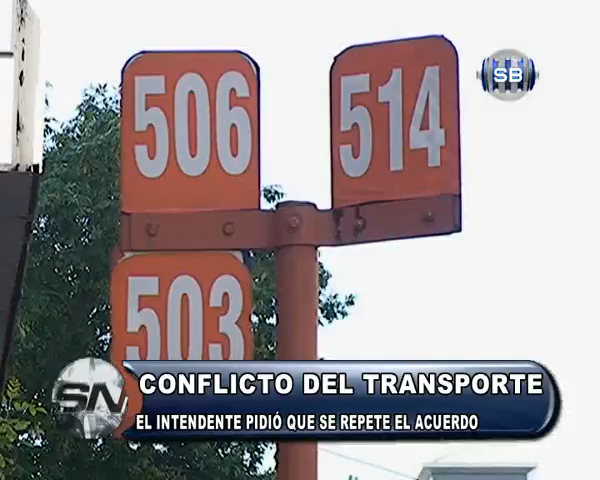 506
514
SB
503
SN
CONFLICTO DEL TRANSPORTE
EL INTENDENTE PIDIÓ QUE SE REPETE EL ACUERDO